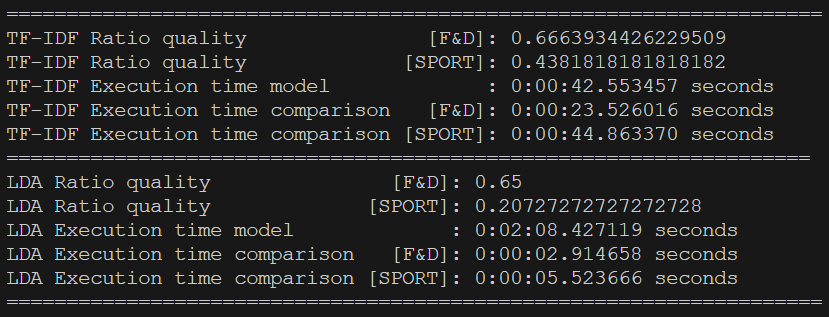 ====================================================================
TF-IDF Ratio quality               [F&D]: 0.6663934426229509
TF-IDF Ratio quality             [SPORT]: 0.4381818181818182
TF-IDF Execution time model             : 0:00:42.553457 seconds
TF-IDF Execution time comparison   [F&D]: 0:00:23.526016 seconds
TF-IDF Execution time comparison [SPORT]: 0:00:44.863370 seconds
===================================================================
LDA Ratio quality               [F&D]: 0.65
LDA Ratio quality             [SPORT]: 0.20727272727272728
LDA Execution time model             : 0:02:08.427119 seconds
LDA Execution time comparison   [F&D]: 0:00:02.914658 seconds
LDA Execution time comparison [SPORT]: 0:00:05.523666 seconds
====================================================================